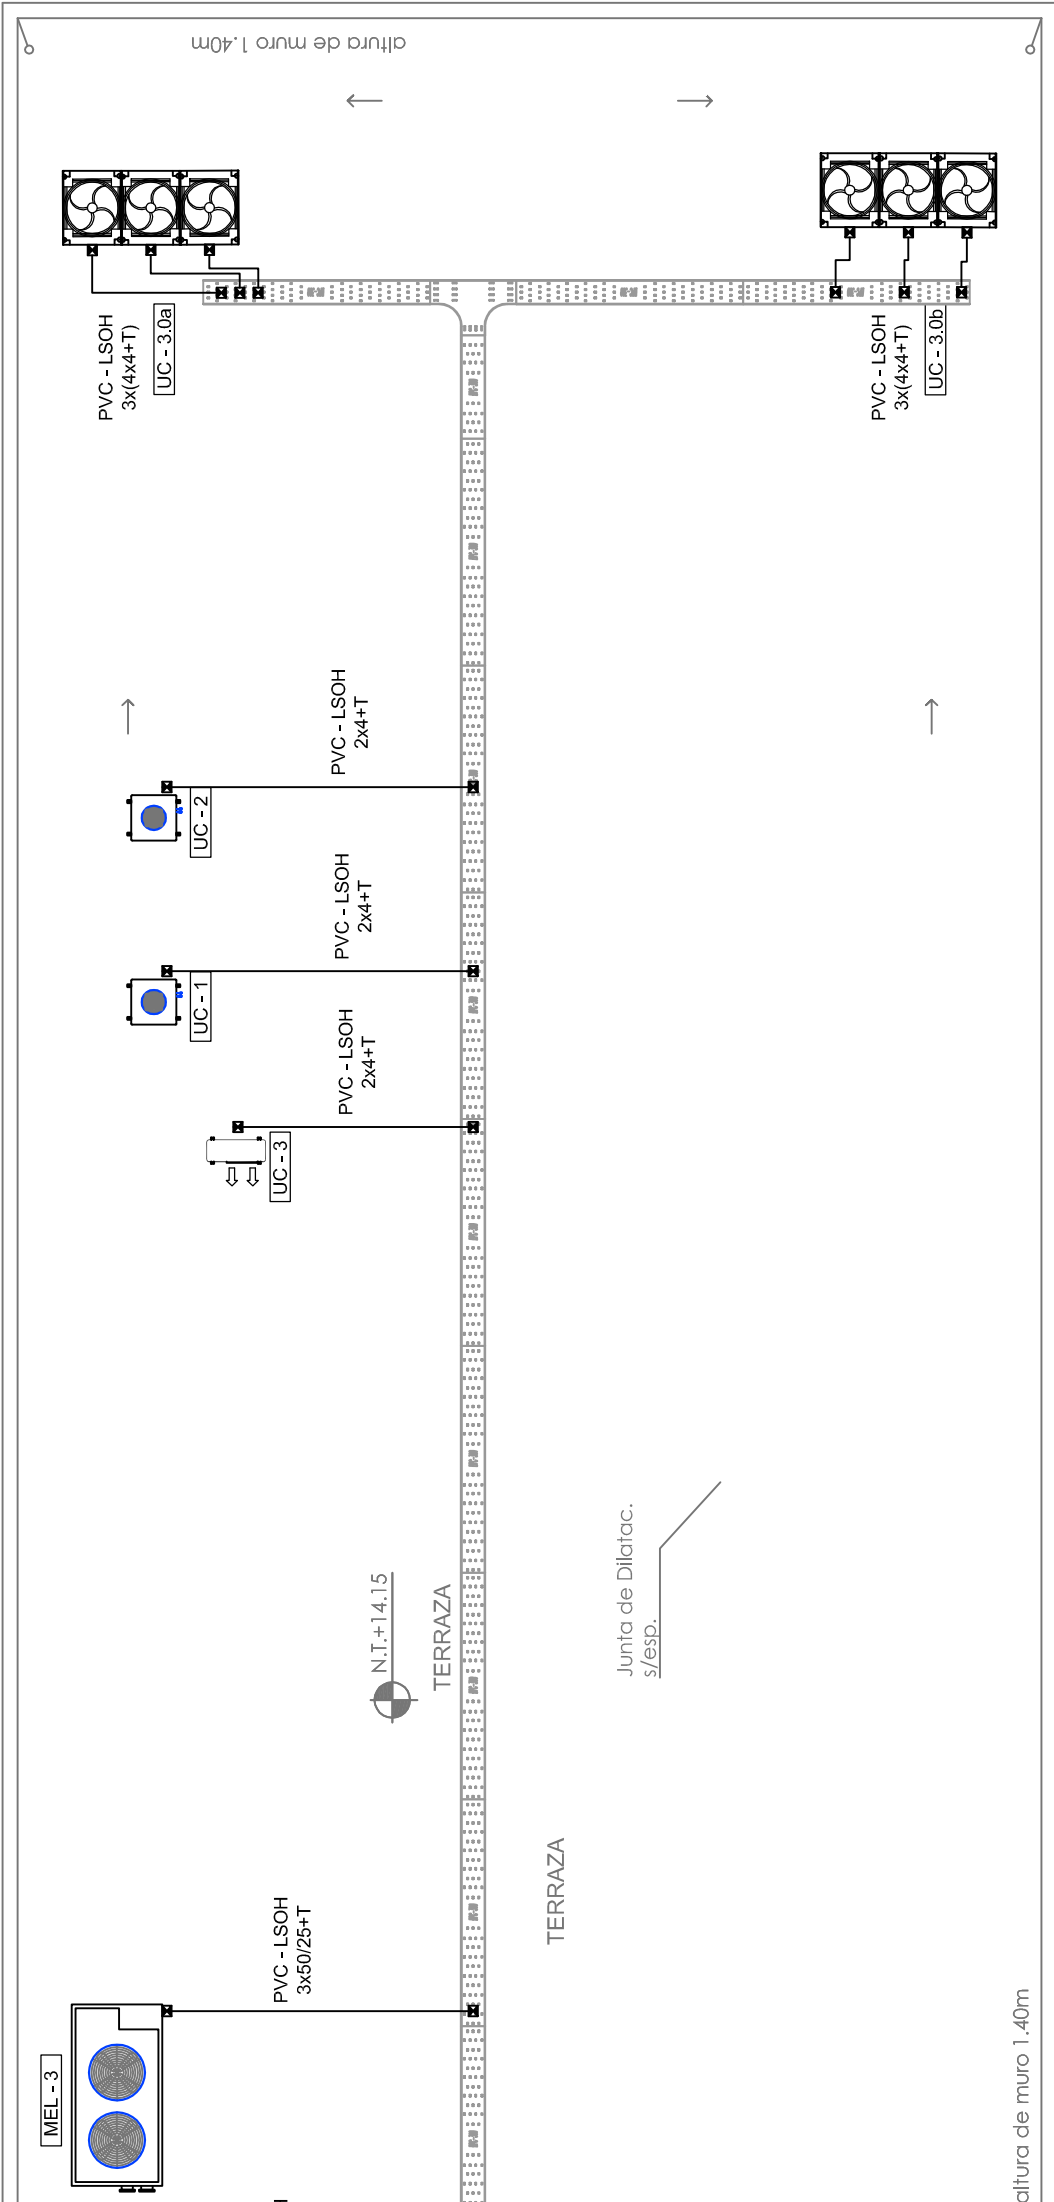 altura de muro 1.40m
PVC - LSOH
3x(4x4+T)
UC - 3.0a
PVC - LSOH
3x(4x4+T)
UC - 3.0b
PVC - LSOH
2x4+T
UC - 2
PVC - LSOH
2x4+T
UC - 1
PVC - LSOH
2x4+T
UC - 3
N.T.+14.15
TERRAZA
Junta de Dilatac.
s/esp.
TERRAZA
PVC - LSOH
3x50/25+T
MEL - 3
altura de muro 1.40m
H